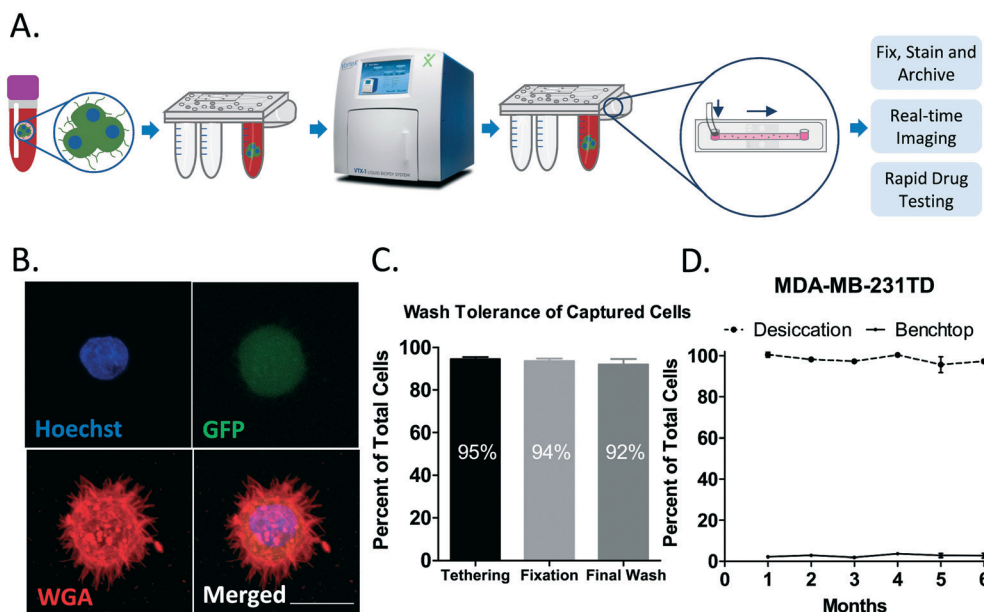 A.
Fix, Stain and
Archive
Real-time
Imaging
Rapid Drug
Testing
VTX-1 LIQUID BIOPSY SYSTEM
B.
Hoechst
GFP
WGA
Merged
C.
Wash Tolerance of Captured Cells
Percent of Total Cells
100
80
60
40
20
0
95%
94%
92%
Tethering
Fixation
Final Wash
D.
MDA-MB-231TD
Desiccation
Benchtop
Percent of Total Cells
100
80
60
40
20
0
0 1 2 3 4 5 6
Months